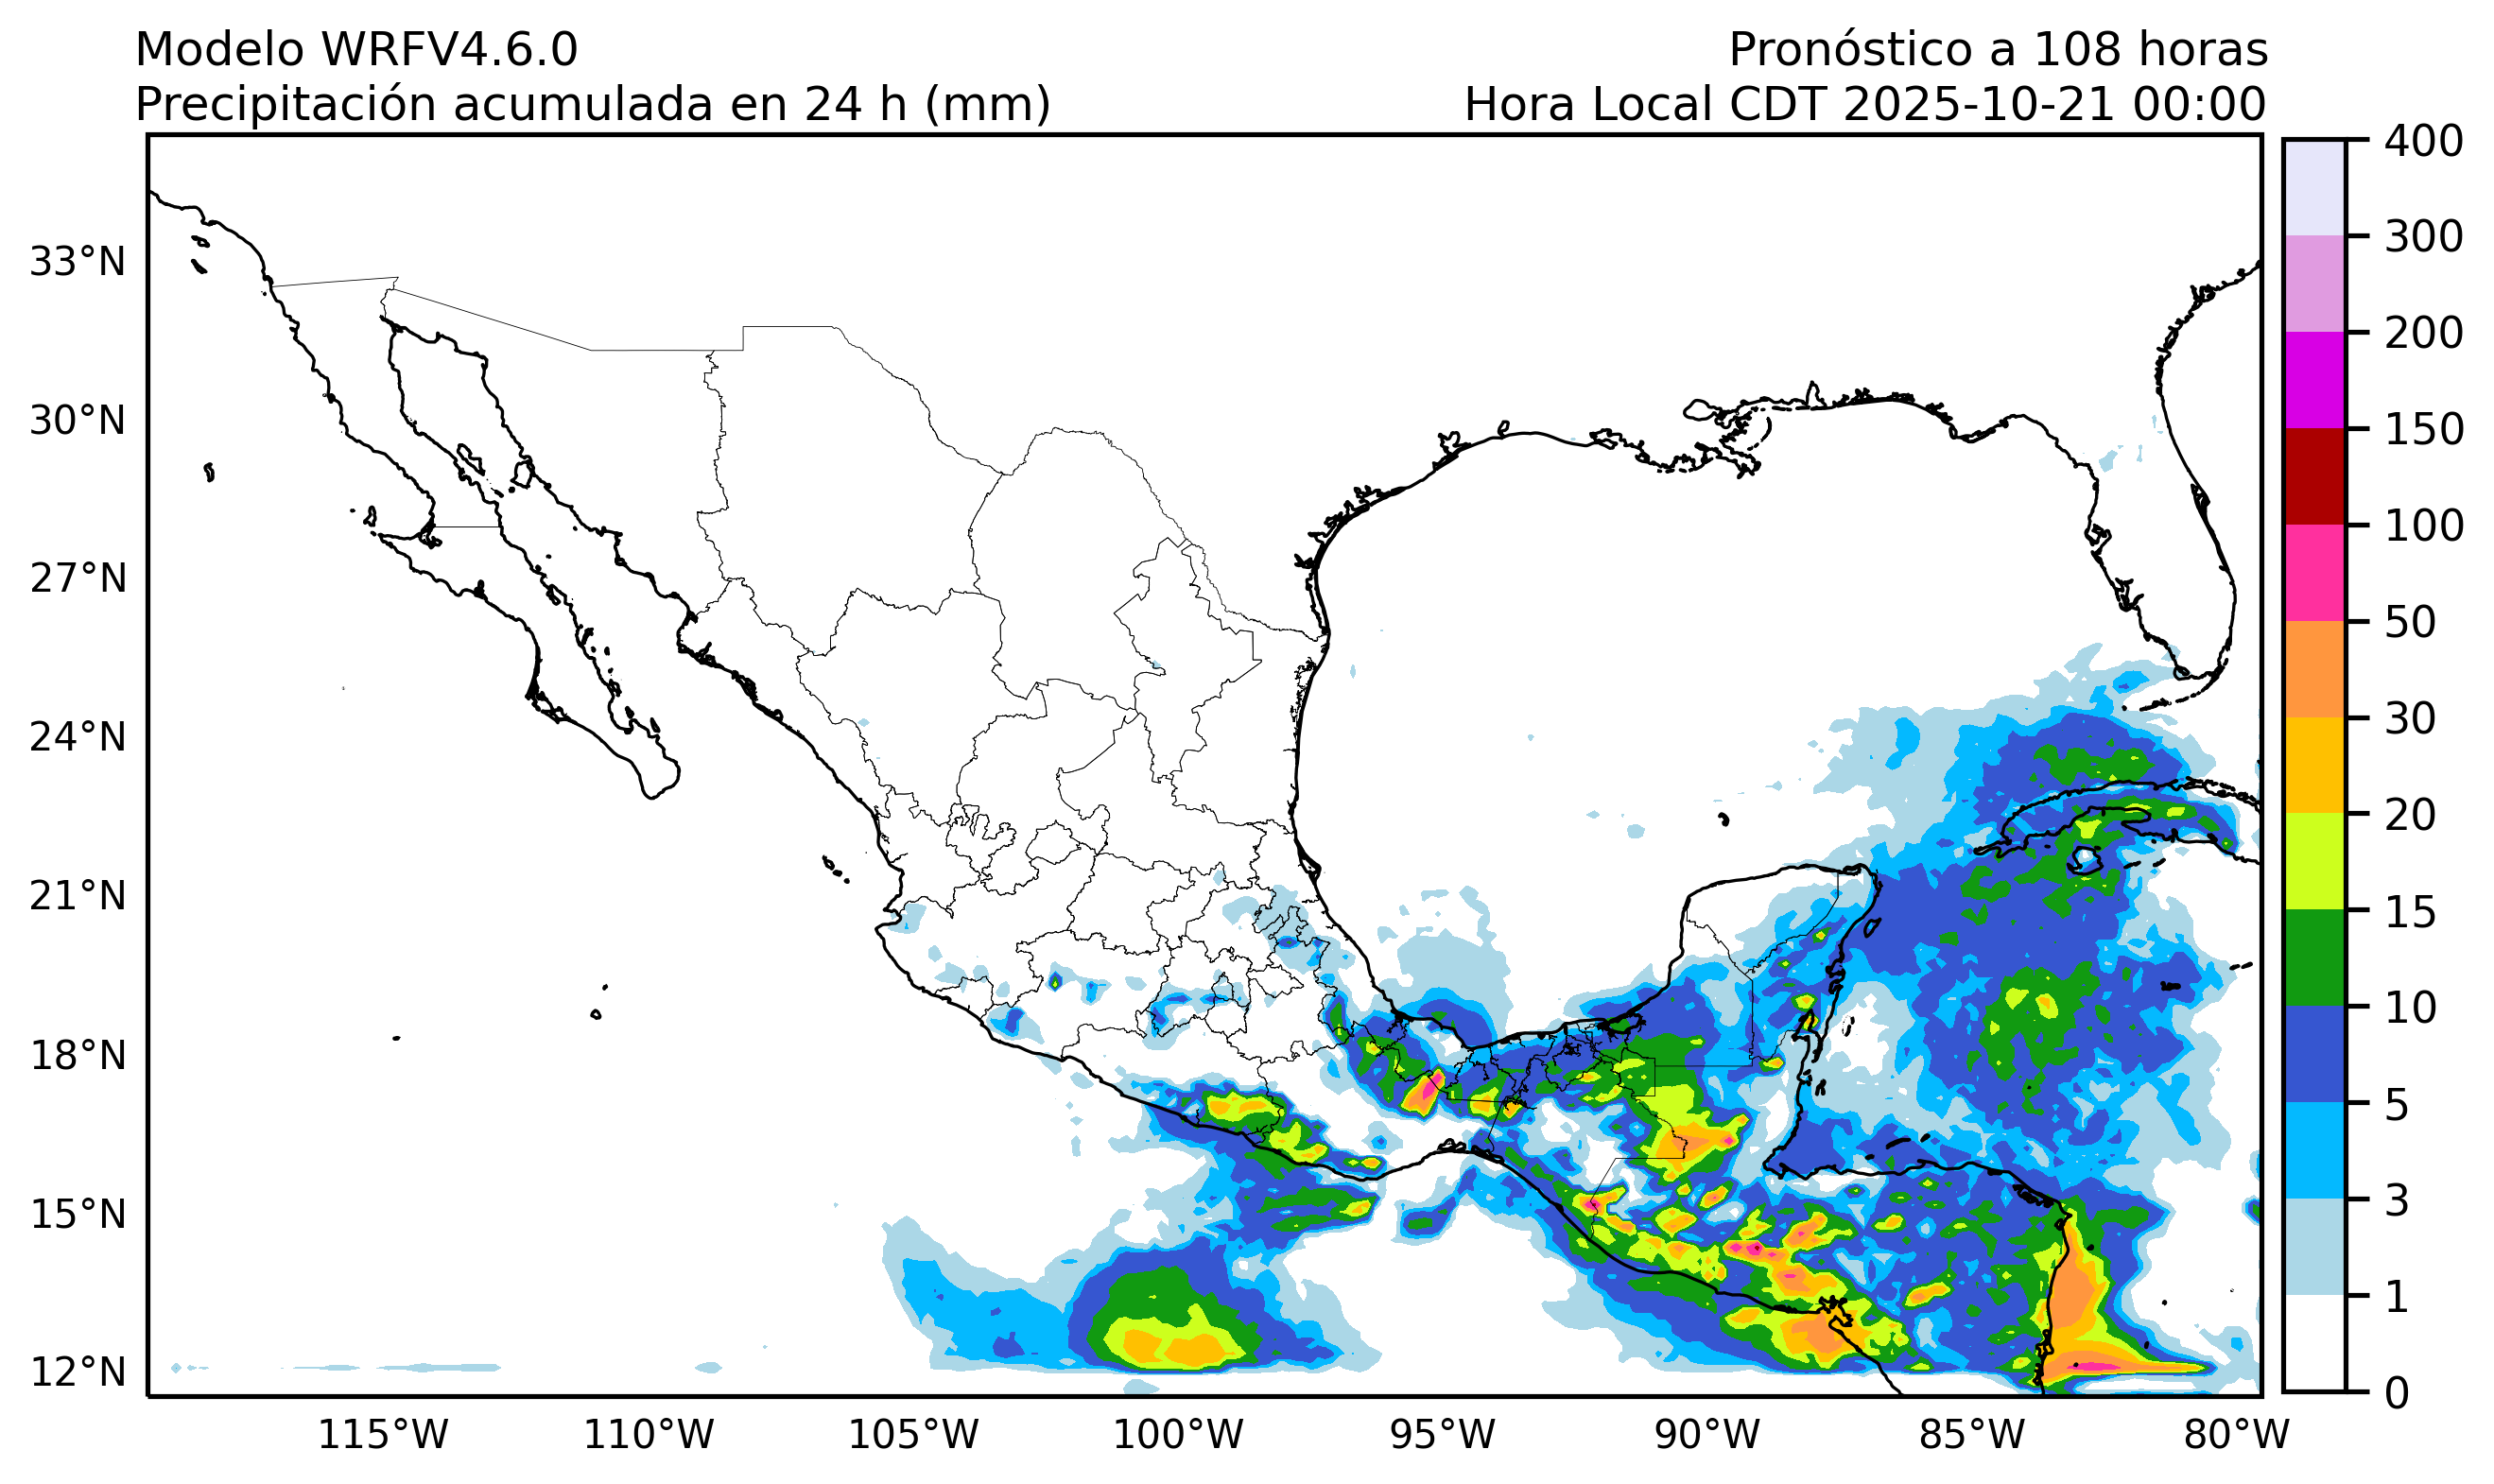 Modelo WRFV4.6.0
Pronóstico a 108 horas
Precipitación acumulada en 24 h (mm)
Hora Local CDT 2025-10-21 00:00
33°N
30°N
27°N
24°N
21°N
18°N
15°N
12°N
115°W
110°W
105°W
100°W
95°W
90°W
85°W
80°W
400
300
200
150
100
50
30
20
15
10
5
3
1
0